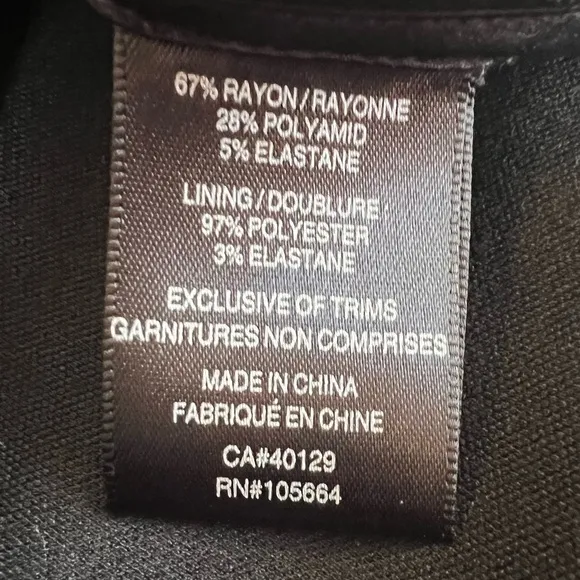 67% RAYON/RAYONNE
28% POLYAMID
5% ELASTANE
LINING/DOUBLURE
97% POLYESTER
3% ELASTANE
EXCLUSIVE OF TRIMS
GARNITURES NON COMPRISES
MADE IN CHINA
FABRIQUÉ EN CHINE
CA#40129
RN#105664